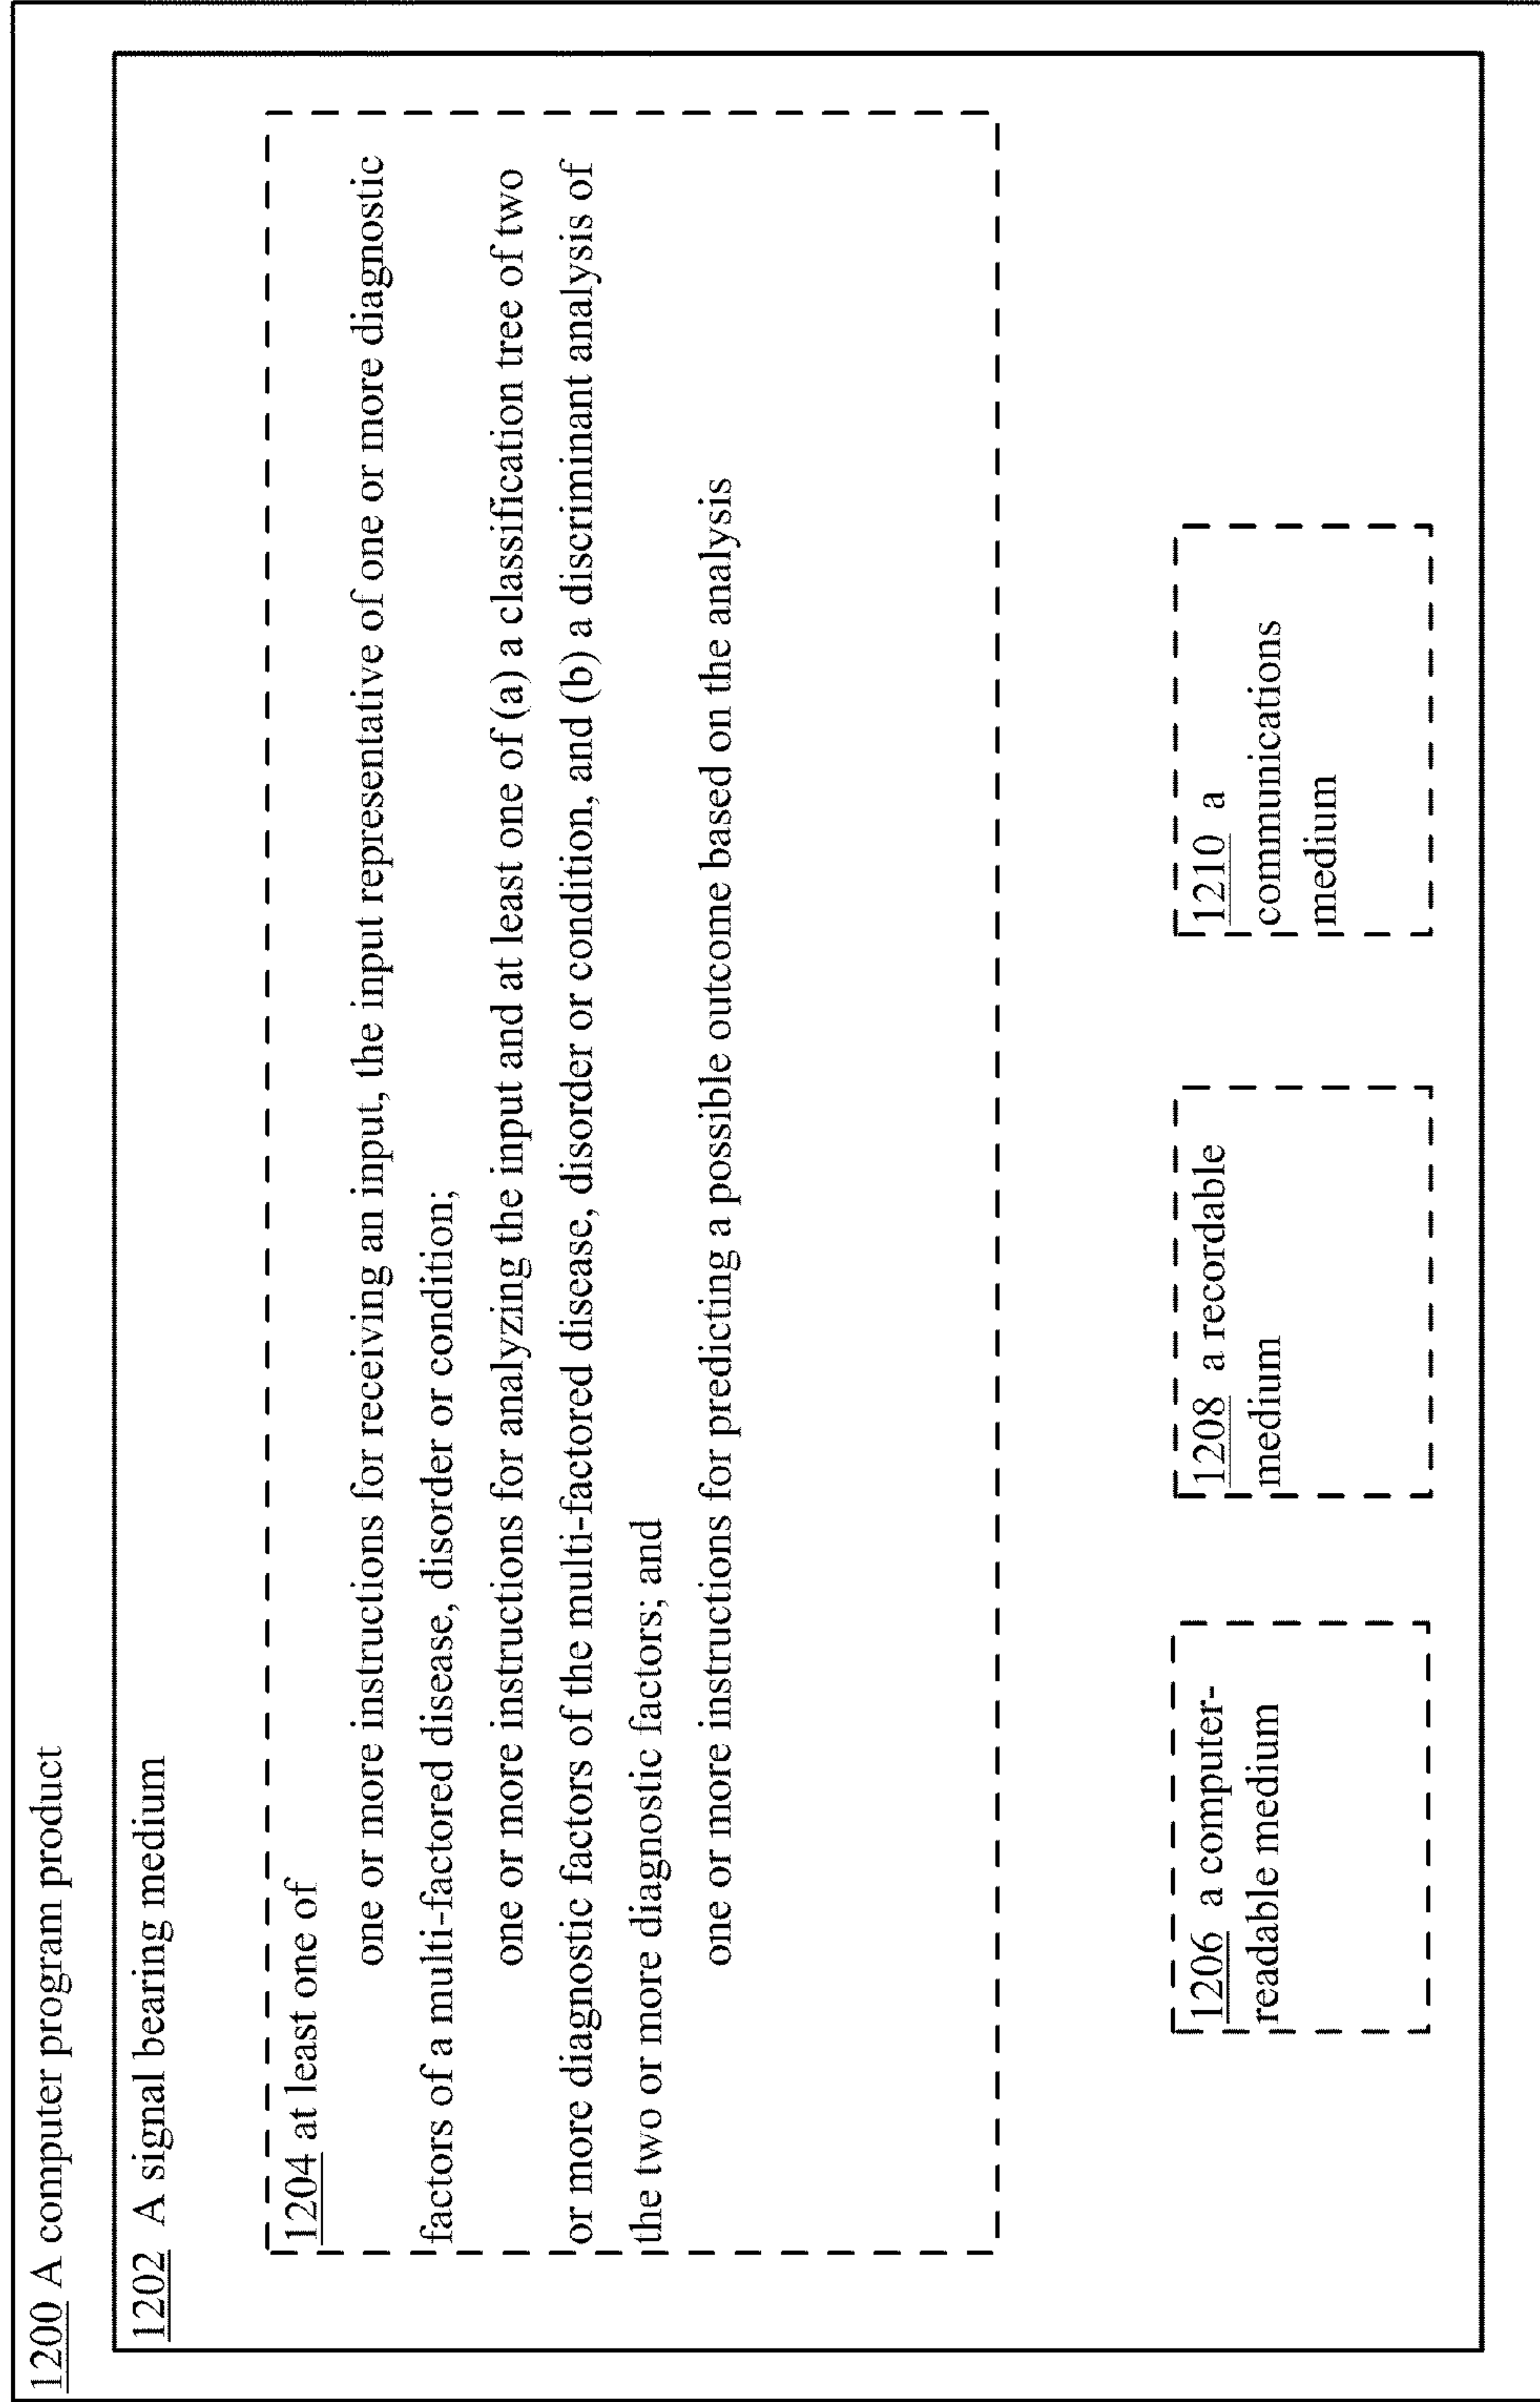 1200 A computer program product
1202 A signal bearing medium
1204 at least one of
one or more instructions for receiving an input, the input representative of one or more diagnostic
factors of a multi-factored disease, disorder or condition;
one or more instructions for analyzing the input and at least one of (a) a classification tree of two
or more diagnostic factors of the multi-factored disease, disorder or condition, and (b) a discriminant analysis of
the two or more diagnostic factors; and
one or more instructions for predicting a possible outcome based on the analysis
1206 a computer-
readable medium
1208 a recordable
medium
1210 a
communications
medium